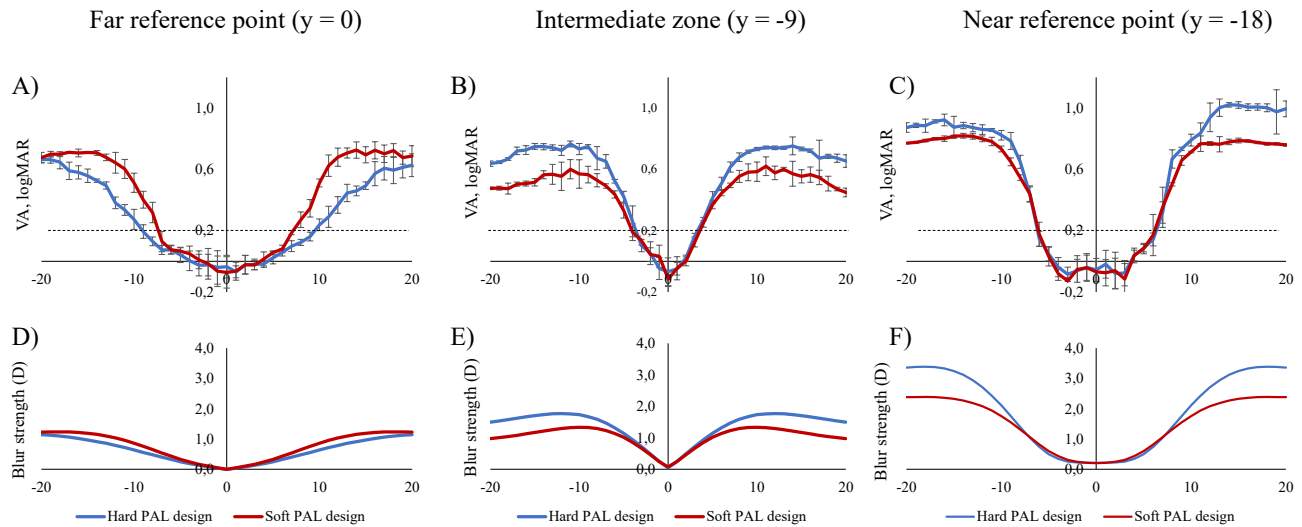 Far reference point (y = 0)
Intermediate zone (y = -9)
Near reference point (y = -18)
A)
VA, logMAR
1,0
0,6
0,2
-0,2
-20 -10 0 10 20
B)
VA, logMAR
1,0
0,6
0,2
-0,2
-20 -10 0 10 20
C)
VA, logMAR
1,0
0,6
0,2
-0,2
-20 -10 0 10 20
D)
Blur strength (D)
4,0
3,0
2,0
1,0
0,0
-20 -10 0 10 20
Hard PAL design Soft PAL design
E)
Blur strength (D)
4,0
3,0
2,0
1,0
0,0
-20 -10 0 10 20
Hard PAL design Soft PAL design
F)
Blur strength (D)
4,0
3,0
2,0
1,0
0,0
-20 -10 0 10 20
Hard PAL design Soft PAL design